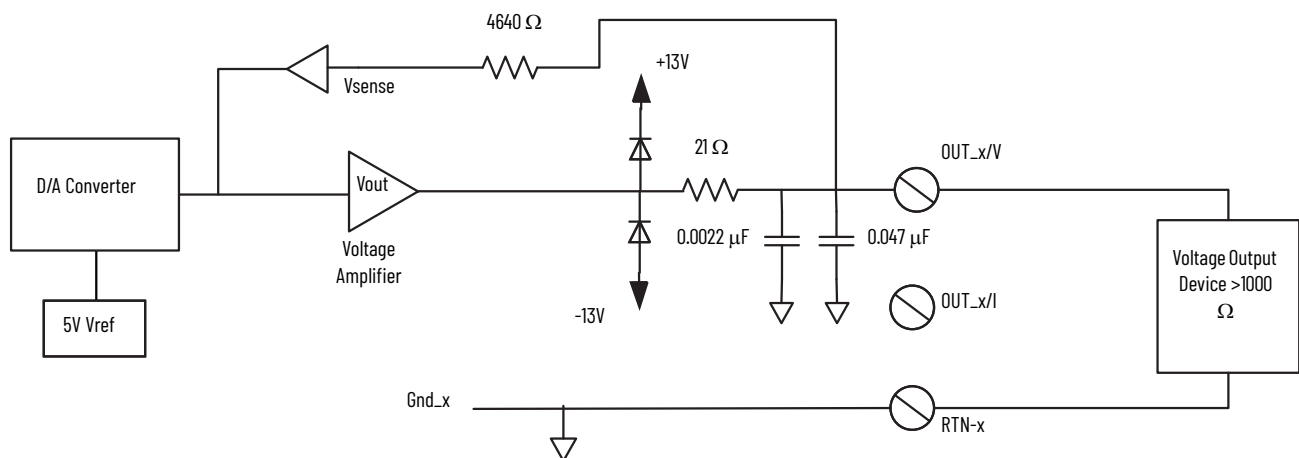 4640 Ω
+13V
Vsense
21 Ω
OUT_x/V
D/A Converter
Vout
0.0022 μF
0.047 μF
Voltage
Amplifier
Voltage Output
Device >1000
Ω
5V Vref
-13V
OUT_x/I
Gnd_x
RTN-x